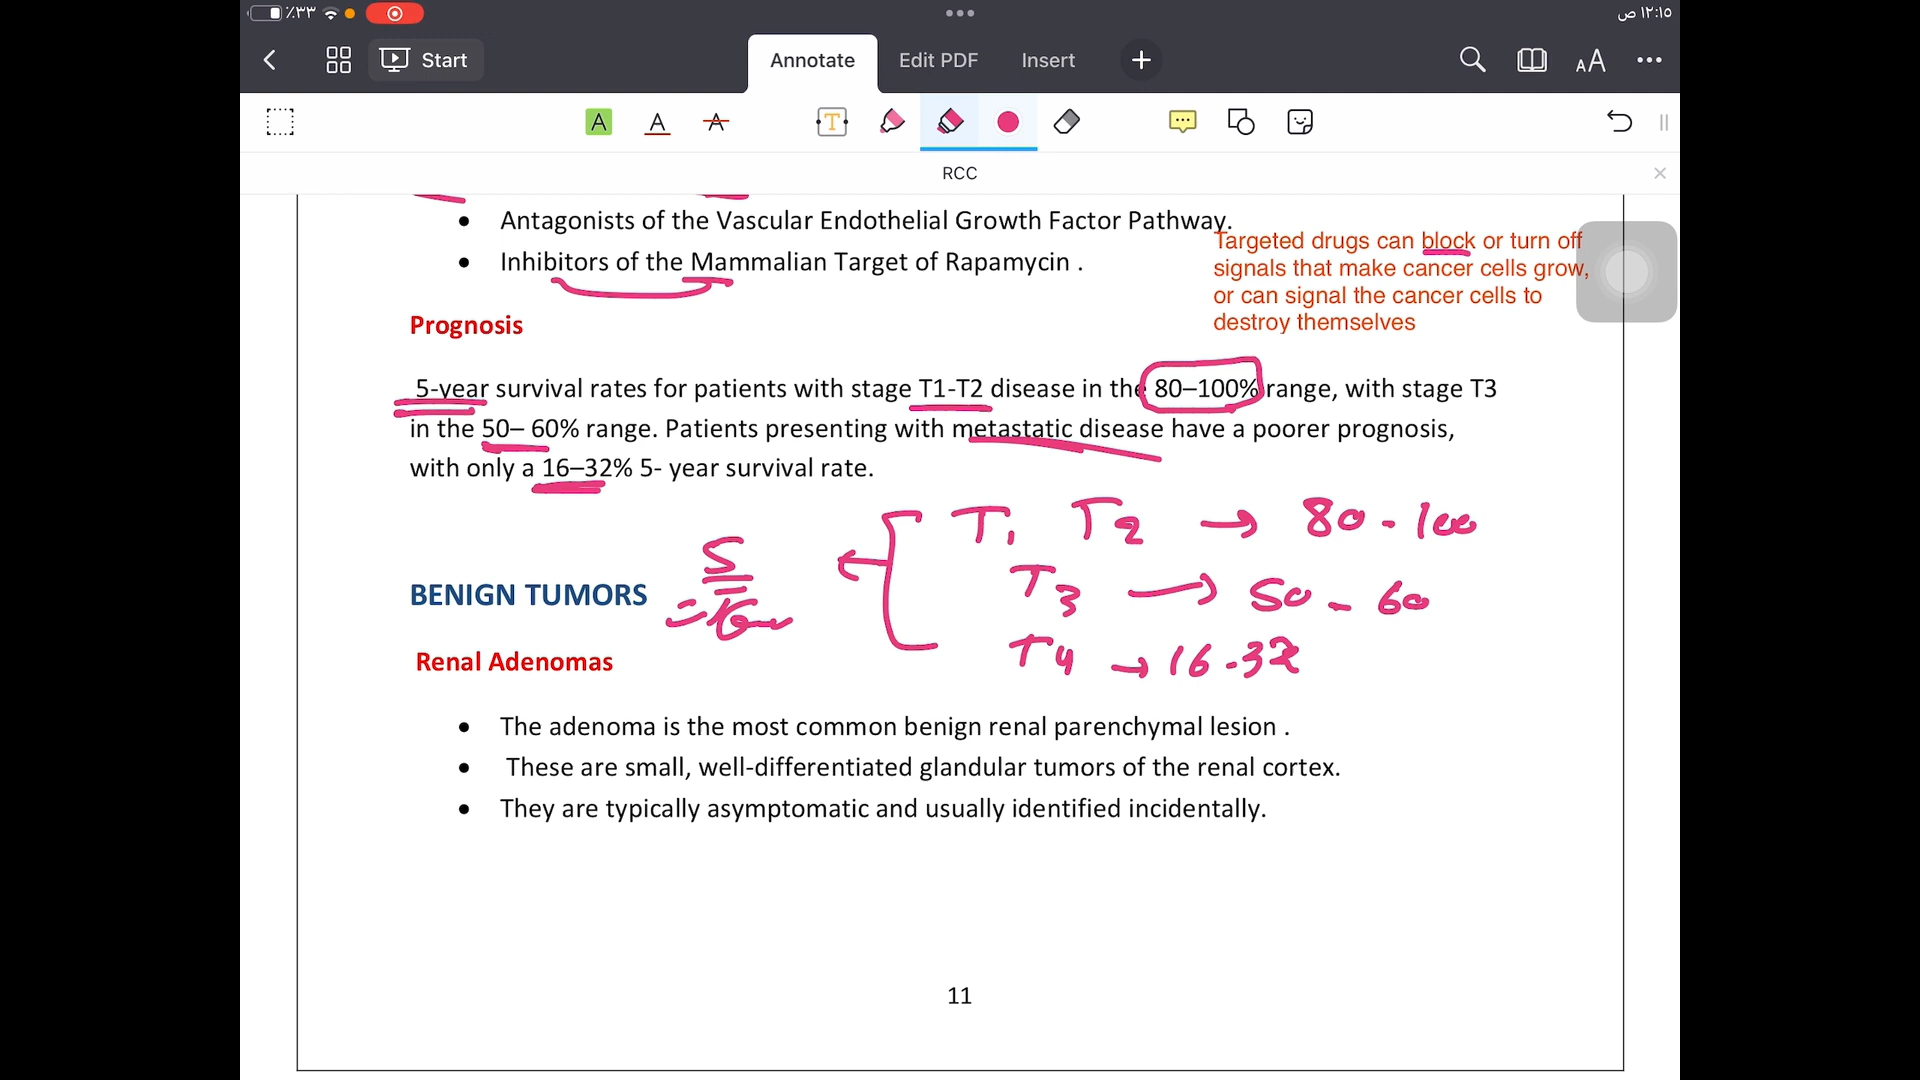 ٪٣٣
١٢:١٥ ص
Start
Annotate
Edit PDF
Insert
AA
A A A T
RCC
• Antagonists of the Vascular Endothelial Growth Factor Pathway.
• Inhibitors of the Mammalian Target of Rapamycin .
Targeted drugs can block or turn off
signals that make cancer cells grow,
or can signal the cancer cells to
destroy themselves
Prognosis
5-year survival rates for patients with stage T1-T2 disease in the 80–100% range, with stage T3
in the 50– 60% range. Patients presenting with metastatic disease have a poorer prognosis,
with only a 16–32% 5- year survival rate.
T1 T2 → 80 - 100
5
T3 → 50 - 60
T4 → 16 - 32
BENIGN TUMORS
Renal Adenomas
• The adenoma is the most common benign renal parenchymal lesion .
• These are small, well-differentiated glandular tumors of the renal cortex.
• They are typically asymptomatic and usually identified incidentally.
11